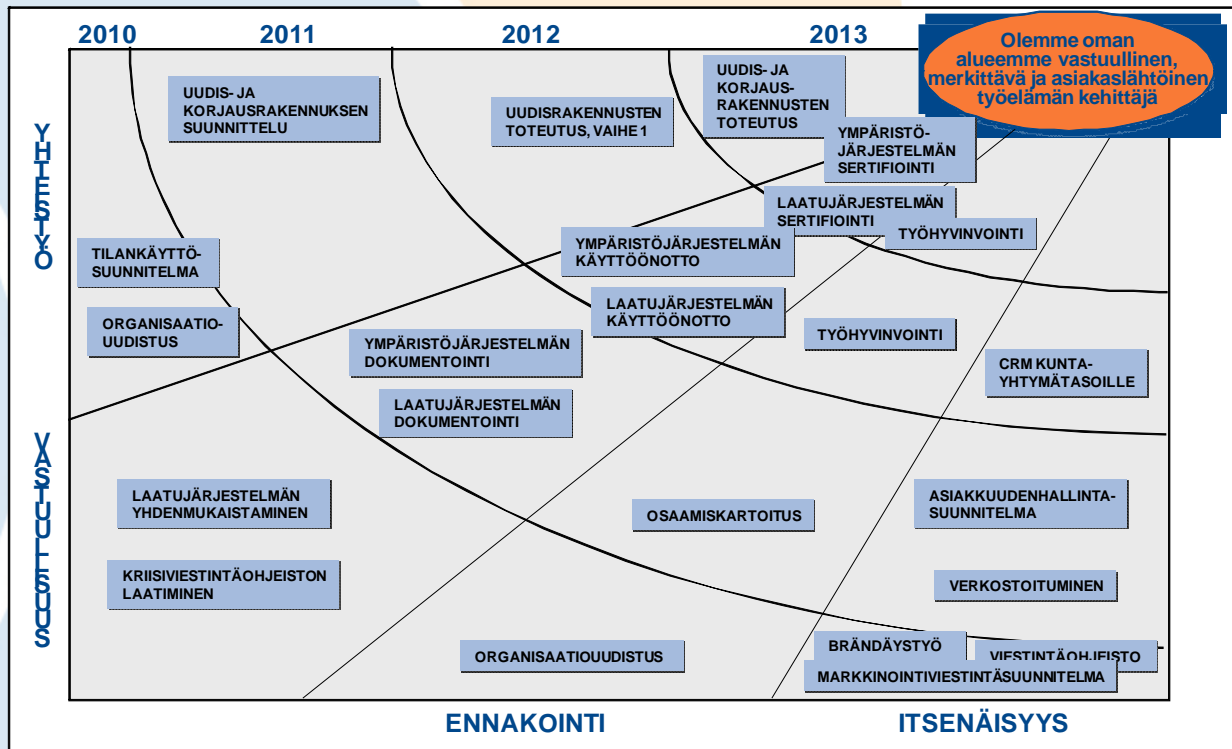 2010
2011
2012
2013
Olemme oman
alueemme vastuullinen,
merkittävä ja asiakaslähtöinen
työelämän kehittäjä
YHTEISTYÖ
UUDIS- JA
KORJAUSRAKENNUKSEN
SUUNNITTELU
UUDISRAKENNUSTEN
TOTEUTUS, VAIHE 1
UUDIS- JA
KORJAUS-
RAKENNUSTEN
TOTEUTUS
YMPÄRISTÖ-
JÄRJESTELMÄN
SERTIFIOINTI
LAATUJÄRJESTELMÄN
SERTIFIOINTI
TYÖHYVINVOINTI
TILANKÄYTTÖ-
SUUNNITELMA
YMPÄRISTÖJÄRJESTELMÄN
KÄYTTÖÖNOTTO
ORGANISAATIO-
UUDISTUS
LAATUJÄRJESTELMÄN
KÄYTTÖÖNOTTO
YMPÄRISTÖJÄRJESTELMÄN
DOKUMENTOINTI
TYÖHYVINVOINTI
CRM KUNTA-
YHTYMÄTASOILLE
LAATUJÄRJESTELMÄN
DOKUMENTOINTI
VASTUULLISUUS
LAATUJÄRJESTELMÄN
YHDENMUKAISTAMINEN
OSAAMISKARTOITUS
ASIAKKUUDENHALLINTA-
SUUNNITELMA
KRIISIVIESTINTÄOHJEISTON
LAATIMINEN
VERKOSTOITUMINEN
ORGANISAATIOUUDISTUS
BRÄNDÄYSTYÖ
VIESTINTÄOHJEISTO
MARKKINOINTIVIESTINTÄSUUNNITELMA
ENNAKOINTI
ITSENÄISYYS